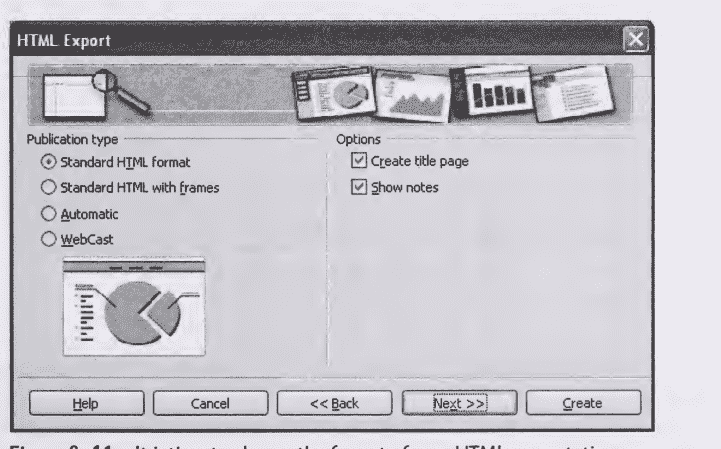 HTML Export
Publication type
Options
Standard HTML format
Create title page
Standard HTML with frames
Show notes
Automatic
WebCast
Help
Cancel
<< Back
Next >>
Create